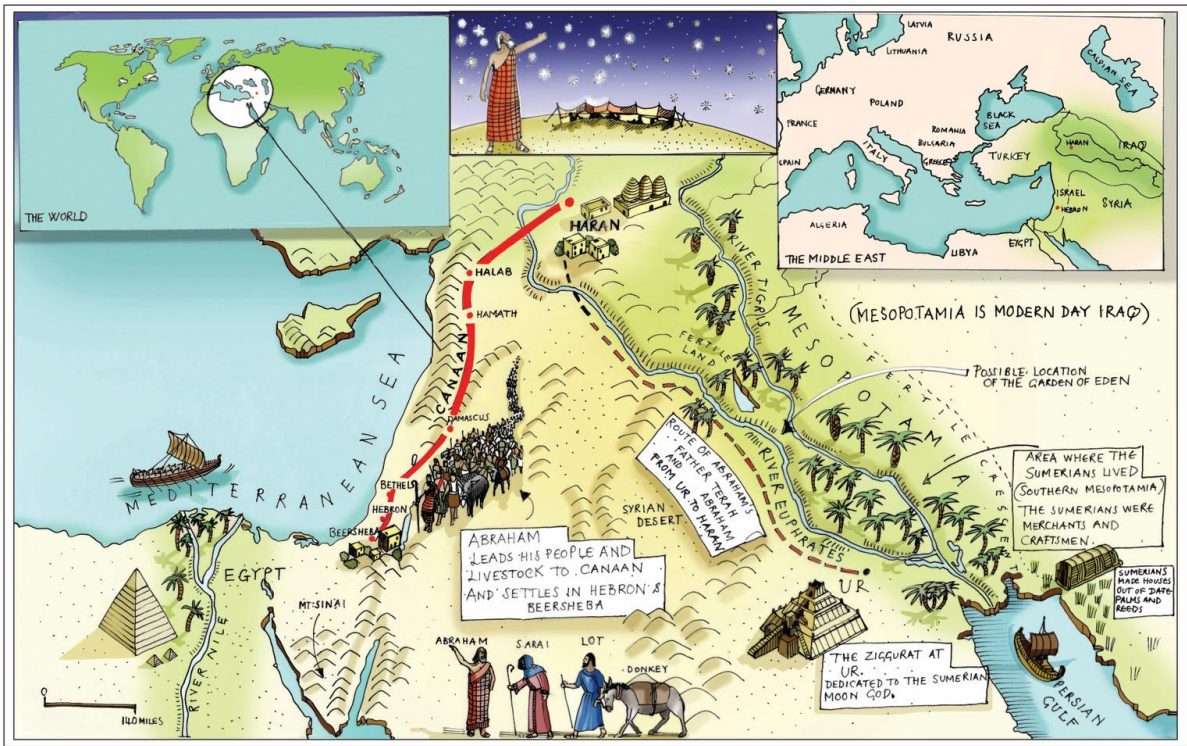 THE WORLD
LATVIA
LITHUANIA
RUSSIA
GERMANY
POLAND
FRANCE
ROMANIA
BULGARIA
ITALY
GREECE
SPAIN
BLACK
SEA
CASPIAN SEA
TURKEY
HARAN
IRAQ
ISRAEL
HEBRON
SYRIA
ALGERIA
LIBYA
EGYPT
THE MIDDLE EAST
HARAN
HALAB
HAMATH
CANAAN
DAMASCUS
BETHEL
HEBRON
BEERSHEBA
MEDITERRANEAN SEA
RIVER TIGRIS
MESOPOTAMIA
FERTILE
LAND
FERTILE CRESCENT
(MESOPOTAMIA IS MODERN DAY IRAQ)
POSSIBLE LOCATION
OF THE GARDEN OF EDEN
AREA WHERE THE
SUMERIANS LIVED
(SOUTHERN MESOPOTAMIA)
THE SUMERIANS WERE
MERCHANTS AND
CRAFTSMEN.
SUMERIANS
MADE HOUSES
OUT OF DATE
PALMS AND
REEDS
ROUTE OF ABRAHAM'S
FATHER TERAH
AND ABRAHAM
FROM UR TO HARAN
RIVER EUPHRATES
SYRIAN
DESERT
UR
ABRAHAM
LEADS HIS PEOPLE AND
LIVESTOCK TO CANAAN
AND SETTLES IN HEBRON &
BEERSHEBA
EGYPT
MT. SINAI
RIVER NILE
0
140 MILES
ABRAHAM
SARAI
LOT
DONKEY
THE ZIGGURAT AT
UR.
DEDICATED TO THE SUMERIAN
MOON GOD.
PERSIAN
GULF